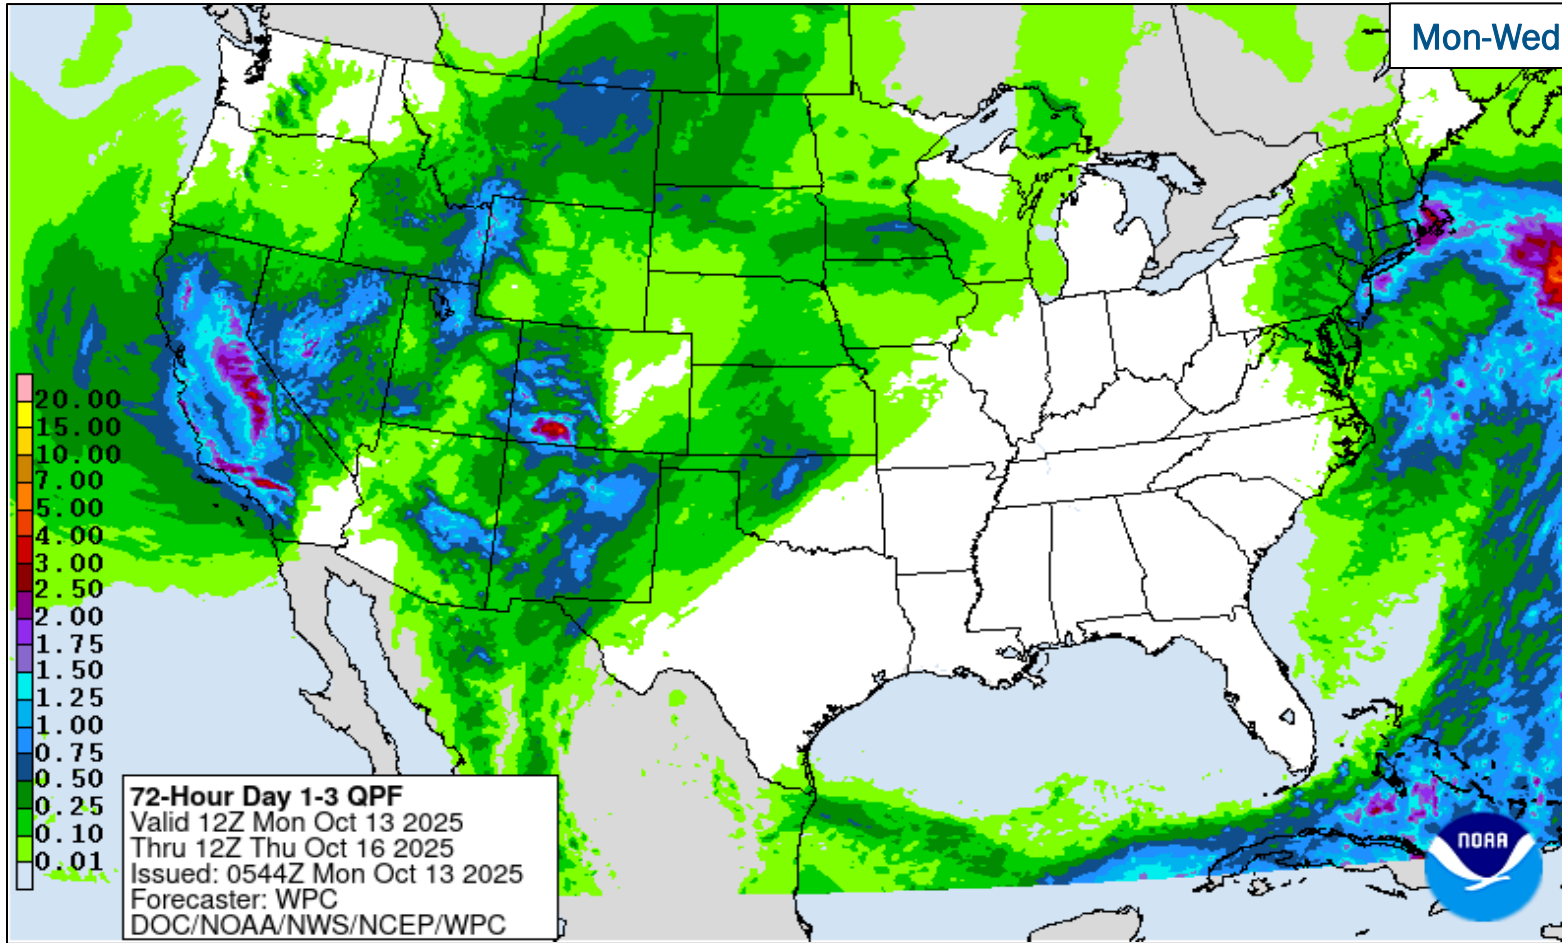 Mon-Wed
20.00
15.00
10.00
7.00
5.00
4.00
3.00
2.50
2.00
1.75
1.50
1.25
1.00
0.75
0.50
0.25
0.10
0.01
72-Hour Day 1-3 QPF
Valid 12Z Mon Oct 13 2025
Thru 12Z Thu Oct 16 2025
Issued: 0544Z Mon Oct 13 2025
Forecaster: WPC
DOC/NOAA/NWS/NCEP/WPC
NOAA